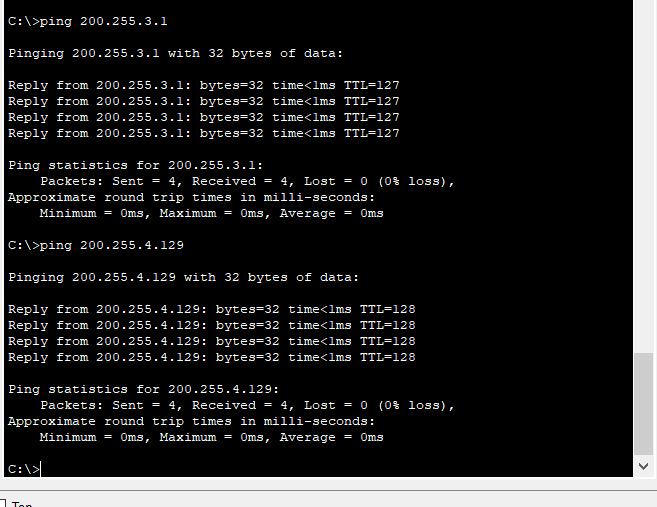 C:\>ping 200.255.3.1
Pinging 200.255.3.1 with 32 bytes of data:
Reply from 200.255.3.1: bytes=32 time<1ms TTL=127
Reply from 200.255.3.1: bytes=32 time<1ms TTL=127
Reply from 200.255.3.1: bytes=32 time<1ms TTL=127
Reply from 200.255.3.1: bytes=32 time<1ms TTL=127
Ping statistics for 200.255.3.1:
Packets: Sent = 4, Received = 4, Lost = 0 (0% loss),
Approximate round trip times in milli-seconds:
Minimum = 0ms, Maximum = 0ms, Average = 0ms
C:\>ping 200.255.4.129
Pinging 200.255.4.129 with 32 bytes of data:
Reply from 200.255.4.129: bytes=32 time<1ms TTL=128
Reply from 200.255.4.129: bytes=32 time<1ms TTL=128
Reply from 200.255.4.129: bytes=32 time<1ms TTL=128
Reply from 200.255.4.129: bytes=32 time<1ms TTL=128
Ping statistics for 200.255.4.129:
Packets: Sent = 4, Received = 4, Lost = 0 (0% loss),
Approximate round trip times in milli-seconds:
Minimum = 0ms, Maximum = 0ms, Average = 0ms
C:\>